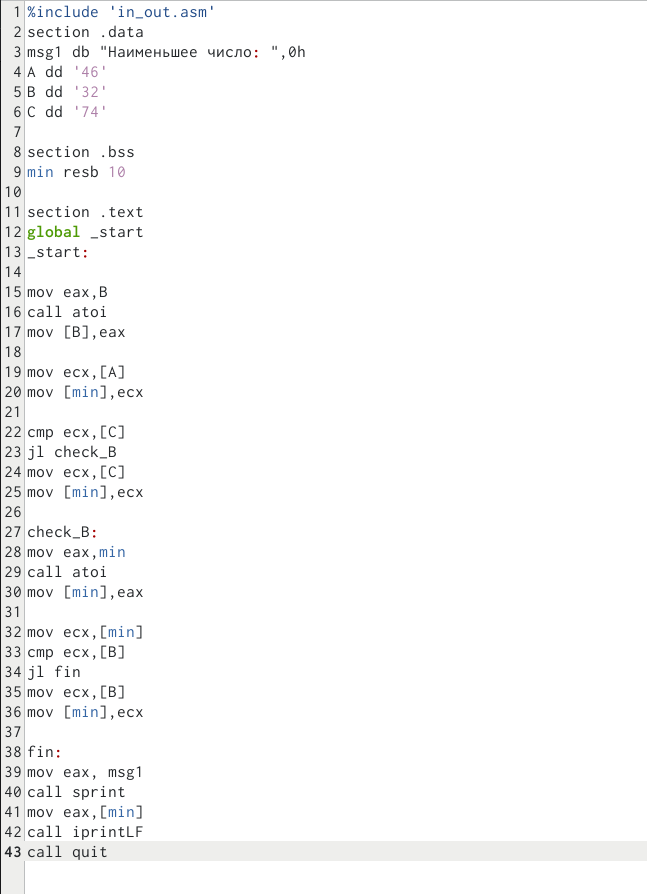 1 %include 'in_out.asm'
2 section .data
3 msg1 db "Наименьшее число: ",0h
4 A dd '46'
5 B dd '32'
6 C dd '74'
7
8 section .bss
9 min resb 10
10
11 section .text
12 global _start
13 _start:
14
15 mov eax,B
16 call atoi
17 mov [B],eax
18
19 mov ecx,[A]
20 mov [min],ecx
21
22 cmp ecx,[C]
23 jl check_B
24 mov ecx,[C]
25 mov [min],ecx
26
27 check_B:
28 mov eax,min
29 call atoi
30 mov [min],eax
31
32 mov ecx,[min]
33 cmp ecx,[B]
34 jl fin
35 mov ecx,[B]
36 mov [min],ecx
37
38 fin:
39 mov eax, msg1
40 call sprint
41 mov eax,[min]
42 call iprintLF
43 call quit